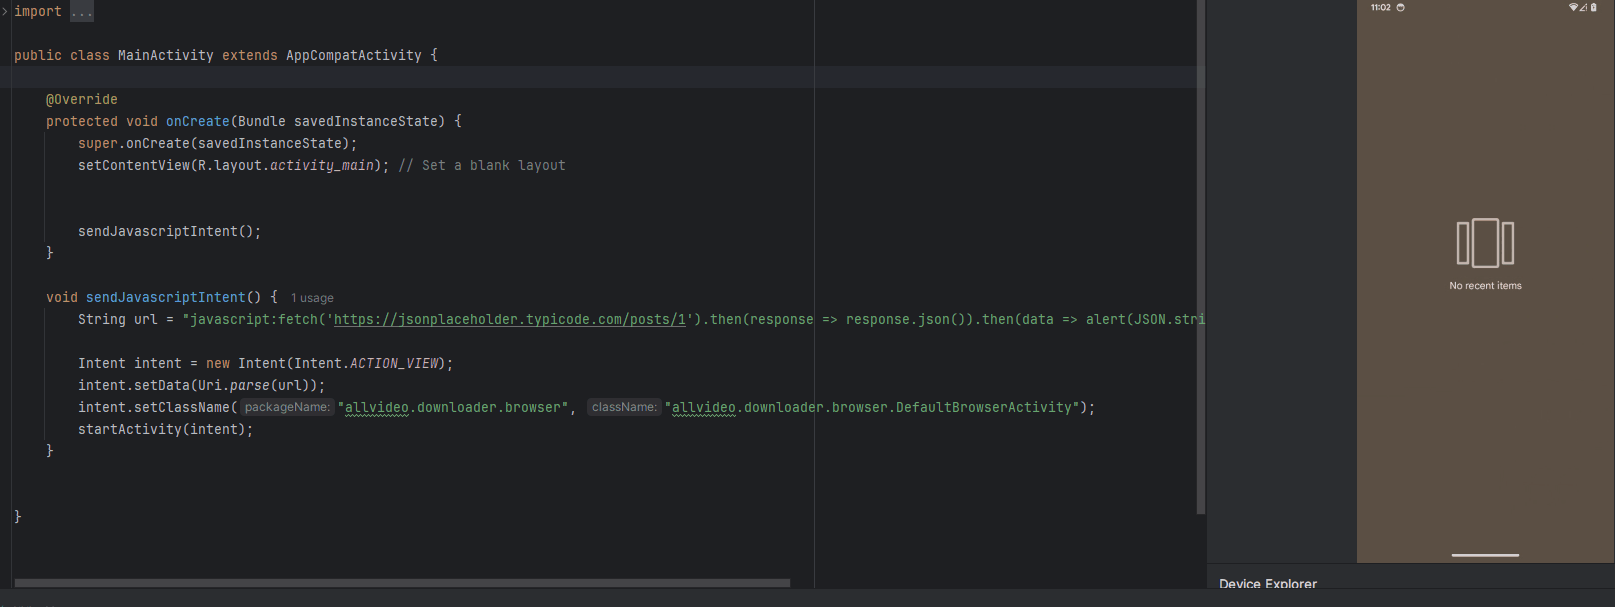 import ...
public class MainActivity extends AppCompatActivity {
@Override
protected void onCreate(Bundle savedInstanceState) {
super.onCreate(savedInstanceState);
setContentView(R.layout.activity_main); // Set a blank layout
sendJavascriptIntent();
}
void sendJavascriptIntent() { 1 usage
String url = "javascript:fetch('https://jsonplaceholder.typicode.com/posts/1').then(response => response.json()).then(data => alert(JSON.stri
Intent intent = new Intent(Intent.ACTION_VIEW);
intent.setData(Uri.parse(url));
intent.setClassName( packageName: "allvideo.downloader.browser", className: "allvideo.downloader.browser.DefaultBrowserActivity");
startActivity(intent);
}
}
11:02
No recent items
Device Explorer